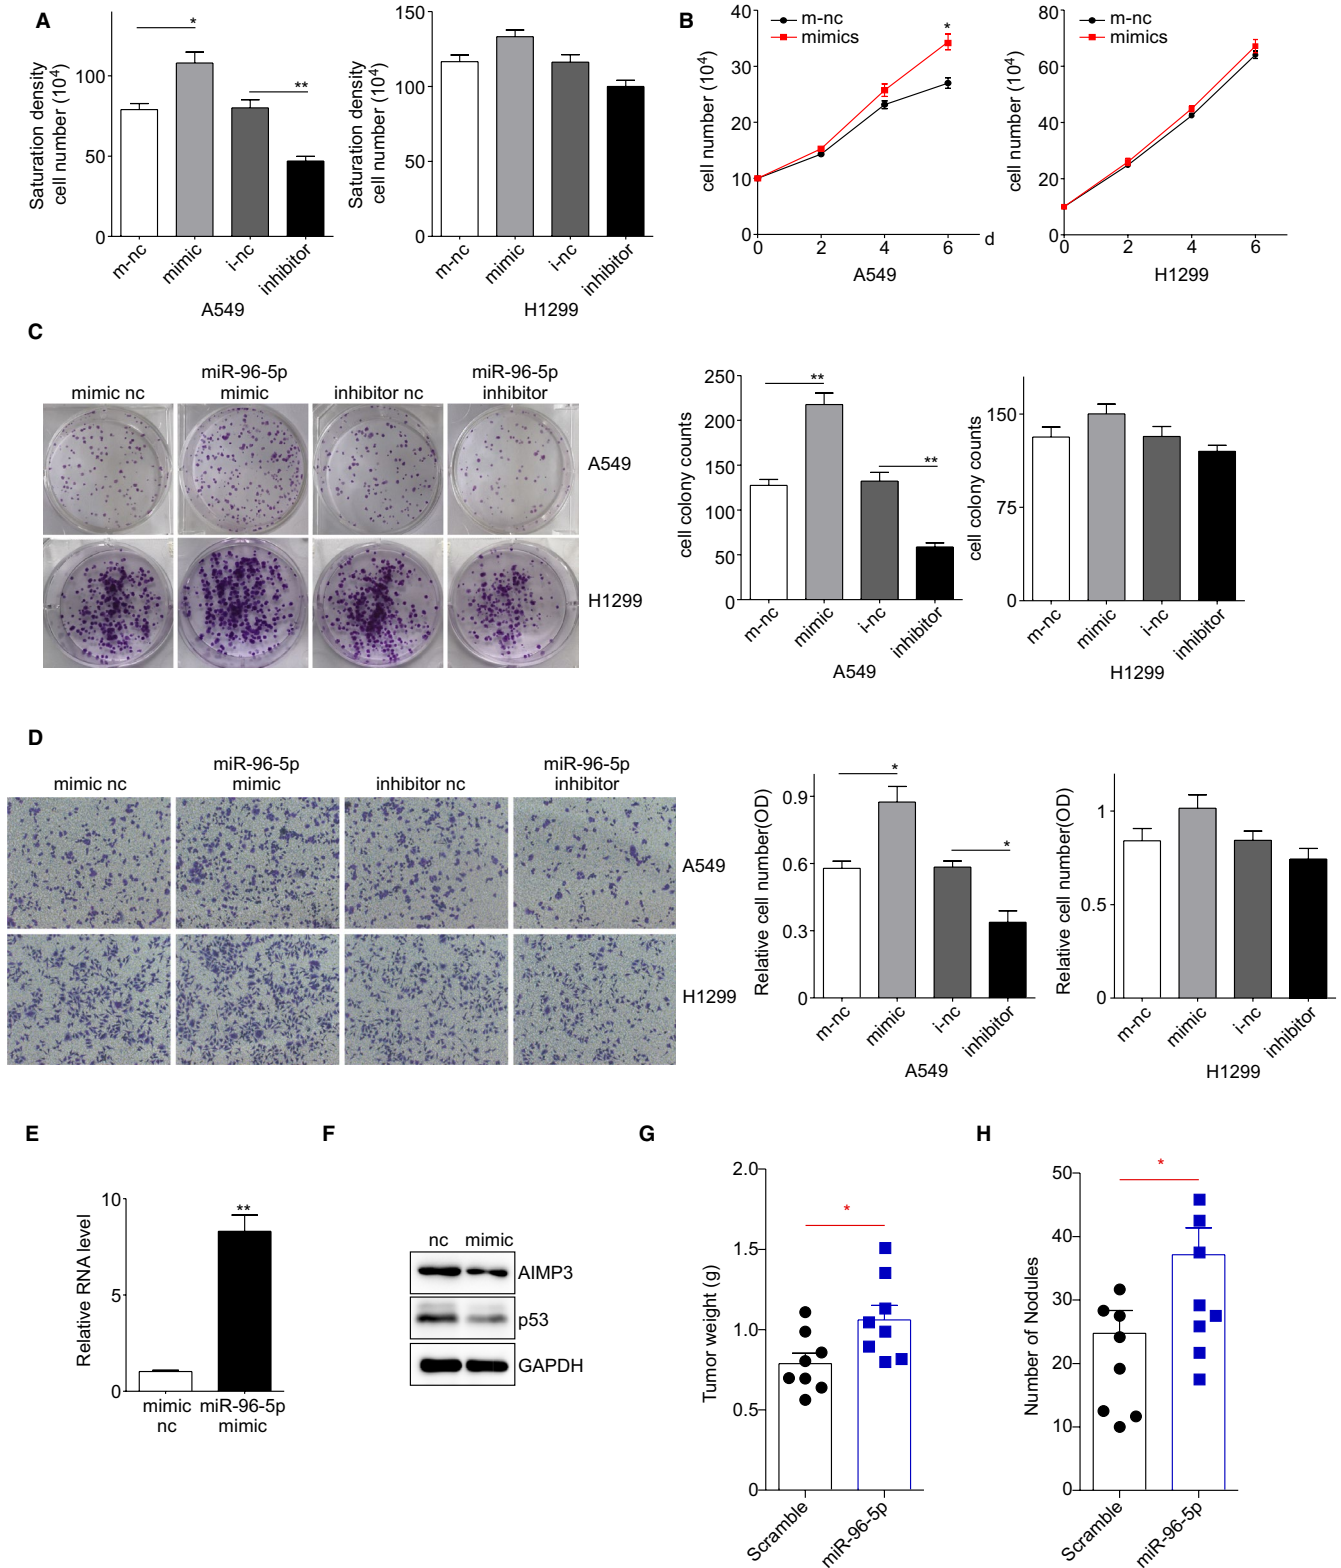 A
Saturation density
cell number (10⁴)
100
50
0
*
**
m-nc
mimic
i-nc
inhibitor
A549
Saturation density
cell number (10⁴)
150
100
50
0
m-nc
mimic
i-nc
inhibitor
H1299
B
cell number (10⁴)
40
30
20
10
0
m-nc
mimics
*
0 2 4 6 d
A549
cell number (10⁴)
80
60
40
20
0
m-nc
mimics
0 2 4 6
H1299
C
mimic nc
miR-96-5p
mimic
inhibitor nc
miR-96-5p
inhibitor
A549
H1299
cell colony counts
250
200
150
100
50
0
**
**
m-nc
mimic
i-nc
inhibitor
A549
cell colony counts
150
75
0
m-nc
mimic
i-nc
inhibitor
H1299
D
mimic nc
miR-96-5p
mimic
inhibitor nc
miR-96-5p
inhibitor
A549
H1299
Relative cell number(OD)
0.9
0.6
0.3
0
*
*
m-nc
mimic
i-nc
inhibitor
A549
Relative cell number(OD)
1
0.5
0
m-nc
mimic
i-nc
inhibitor
H1299
E
Relative RNA level
10
5
0
**
mimic
nc
miR-96-5p
mimic
F
nc mimic
AIMP3
p53
GAPDH
G
Tumor weight (g)
2.0
1.5
1.0
0.5
0
*
Scramble
miR-96-5p
H
Number of Nodules
50
40
30
20
10
0
*
Scramble
miR-96-5p